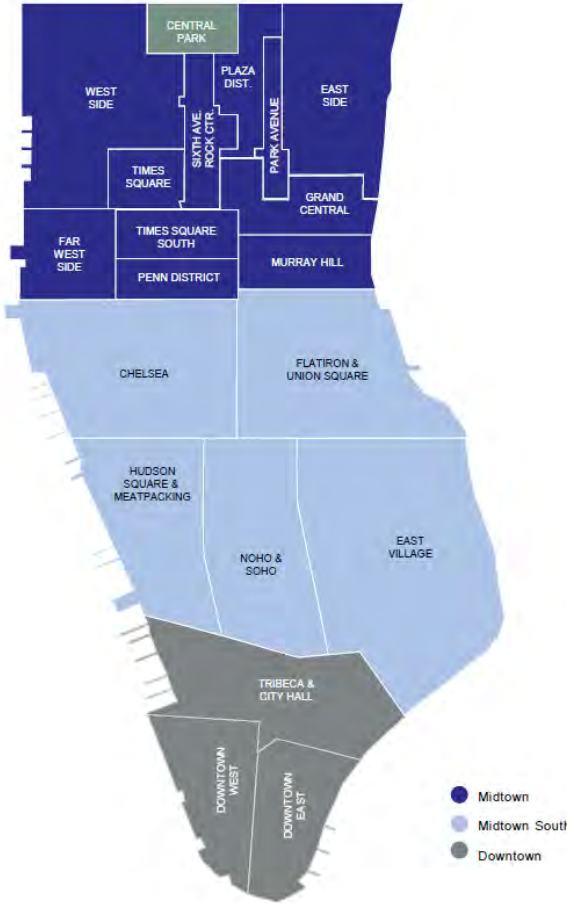 CENTRAL
PARK
WEST
SIDE
PLAZA
DIST.
EAST
SIDE
SIXTH AVE.
ROCK CTR.
PARK AVENUE
TIMES
SQUARE
GRAND
CENTRAL
TIMES SQUARE
SOUTH
FAR
WEST
SIDE
MURRAY HILL
PENN DISTRICT
CHELSEA
FLATIRON &
UNION SQUARE
HUDSON
SQUARE &
MEATPACKING
NOHO &
SOHO
EAST
VILLAGE
TRIBECA &
CITY HALL
DOWNTOWN
WEST
DOWNTOWN
EAST
Midtown
Midtown South
Downtown